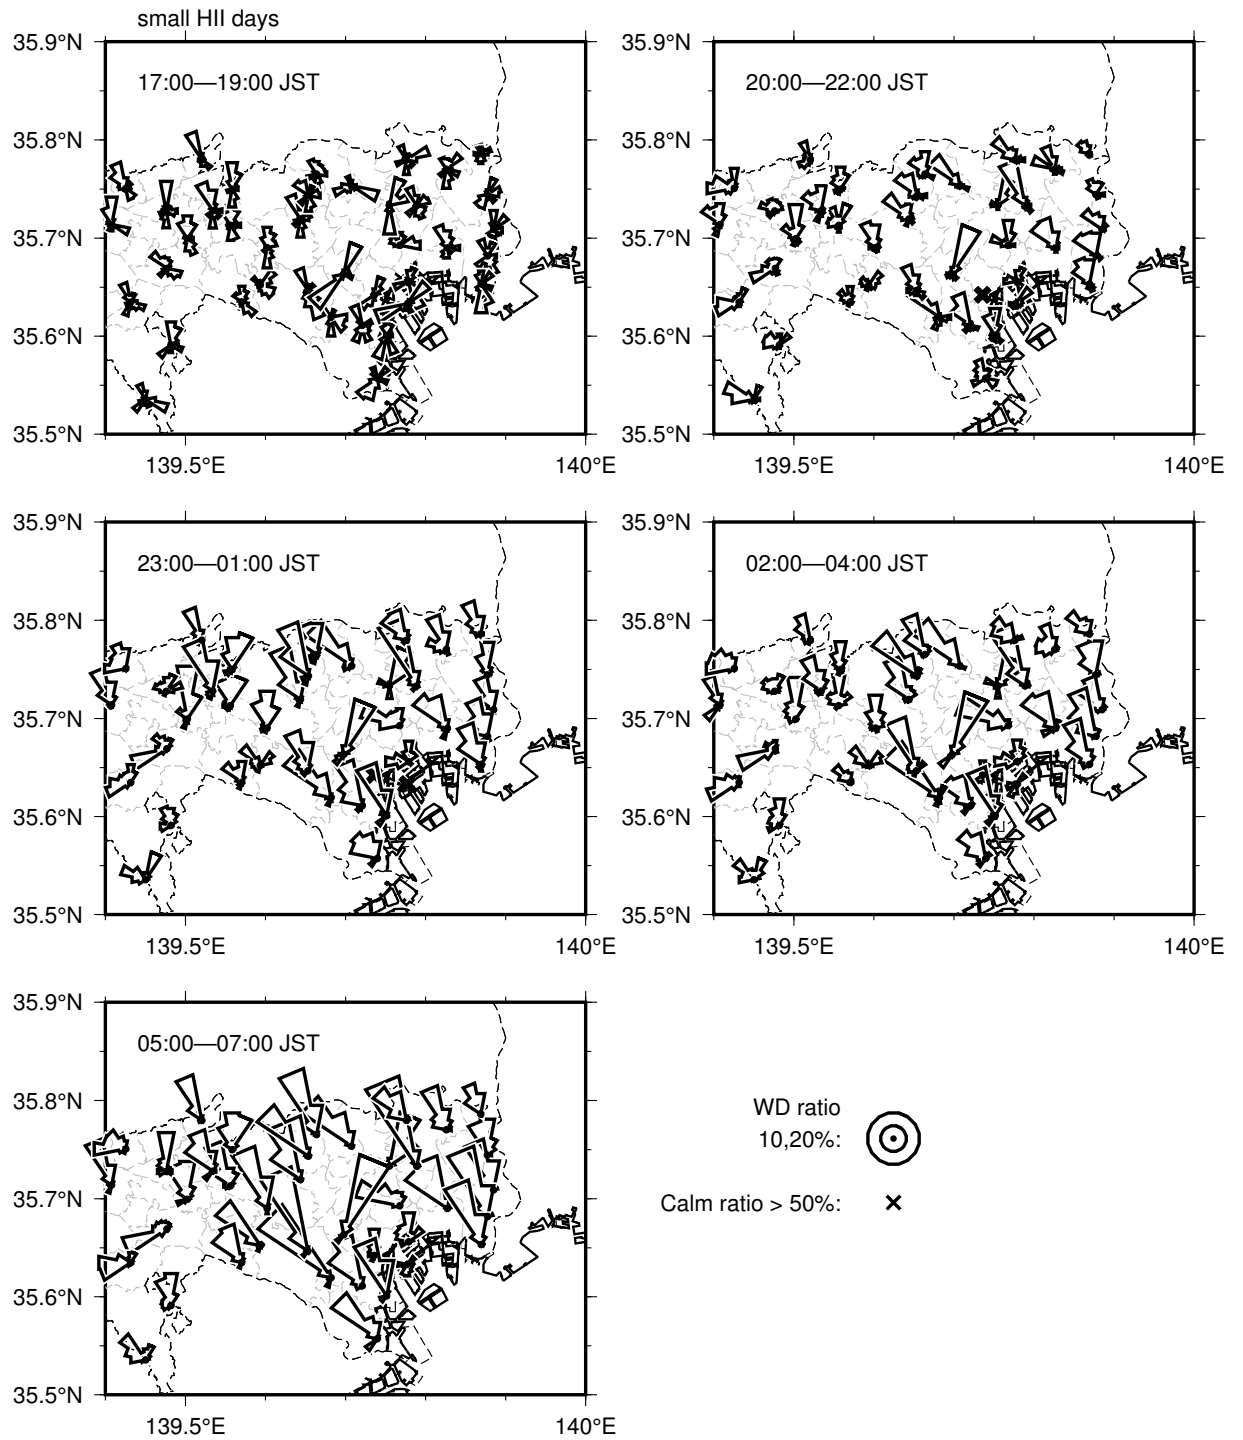 small HII days
35.9°N
35.8°N
35.7°N
35.6°N
35.5°N
17:00—19:00 JST
139.5°E
140°E
35.9°N
35.8°N
35.7°N
35.6°N
35.5°N
20:00—22:00 JST
139.5°E
140°E
35.9°N
35.8°N
35.7°N
35.6°N
35.5°N
23:00—01:00 JST
139.5°E
140°E
35.9°N
35.8°N
35.7°N
35.6°N
35.5°N
02:00—04:00 JST
139.5°E
140°E
35.9°N
35.8°N
35.7°N
35.6°N
35.5°N
05:00—07:00 JST
139.5°E
140°E
WD ratio
10,20%:
Calm ratio > 50%: